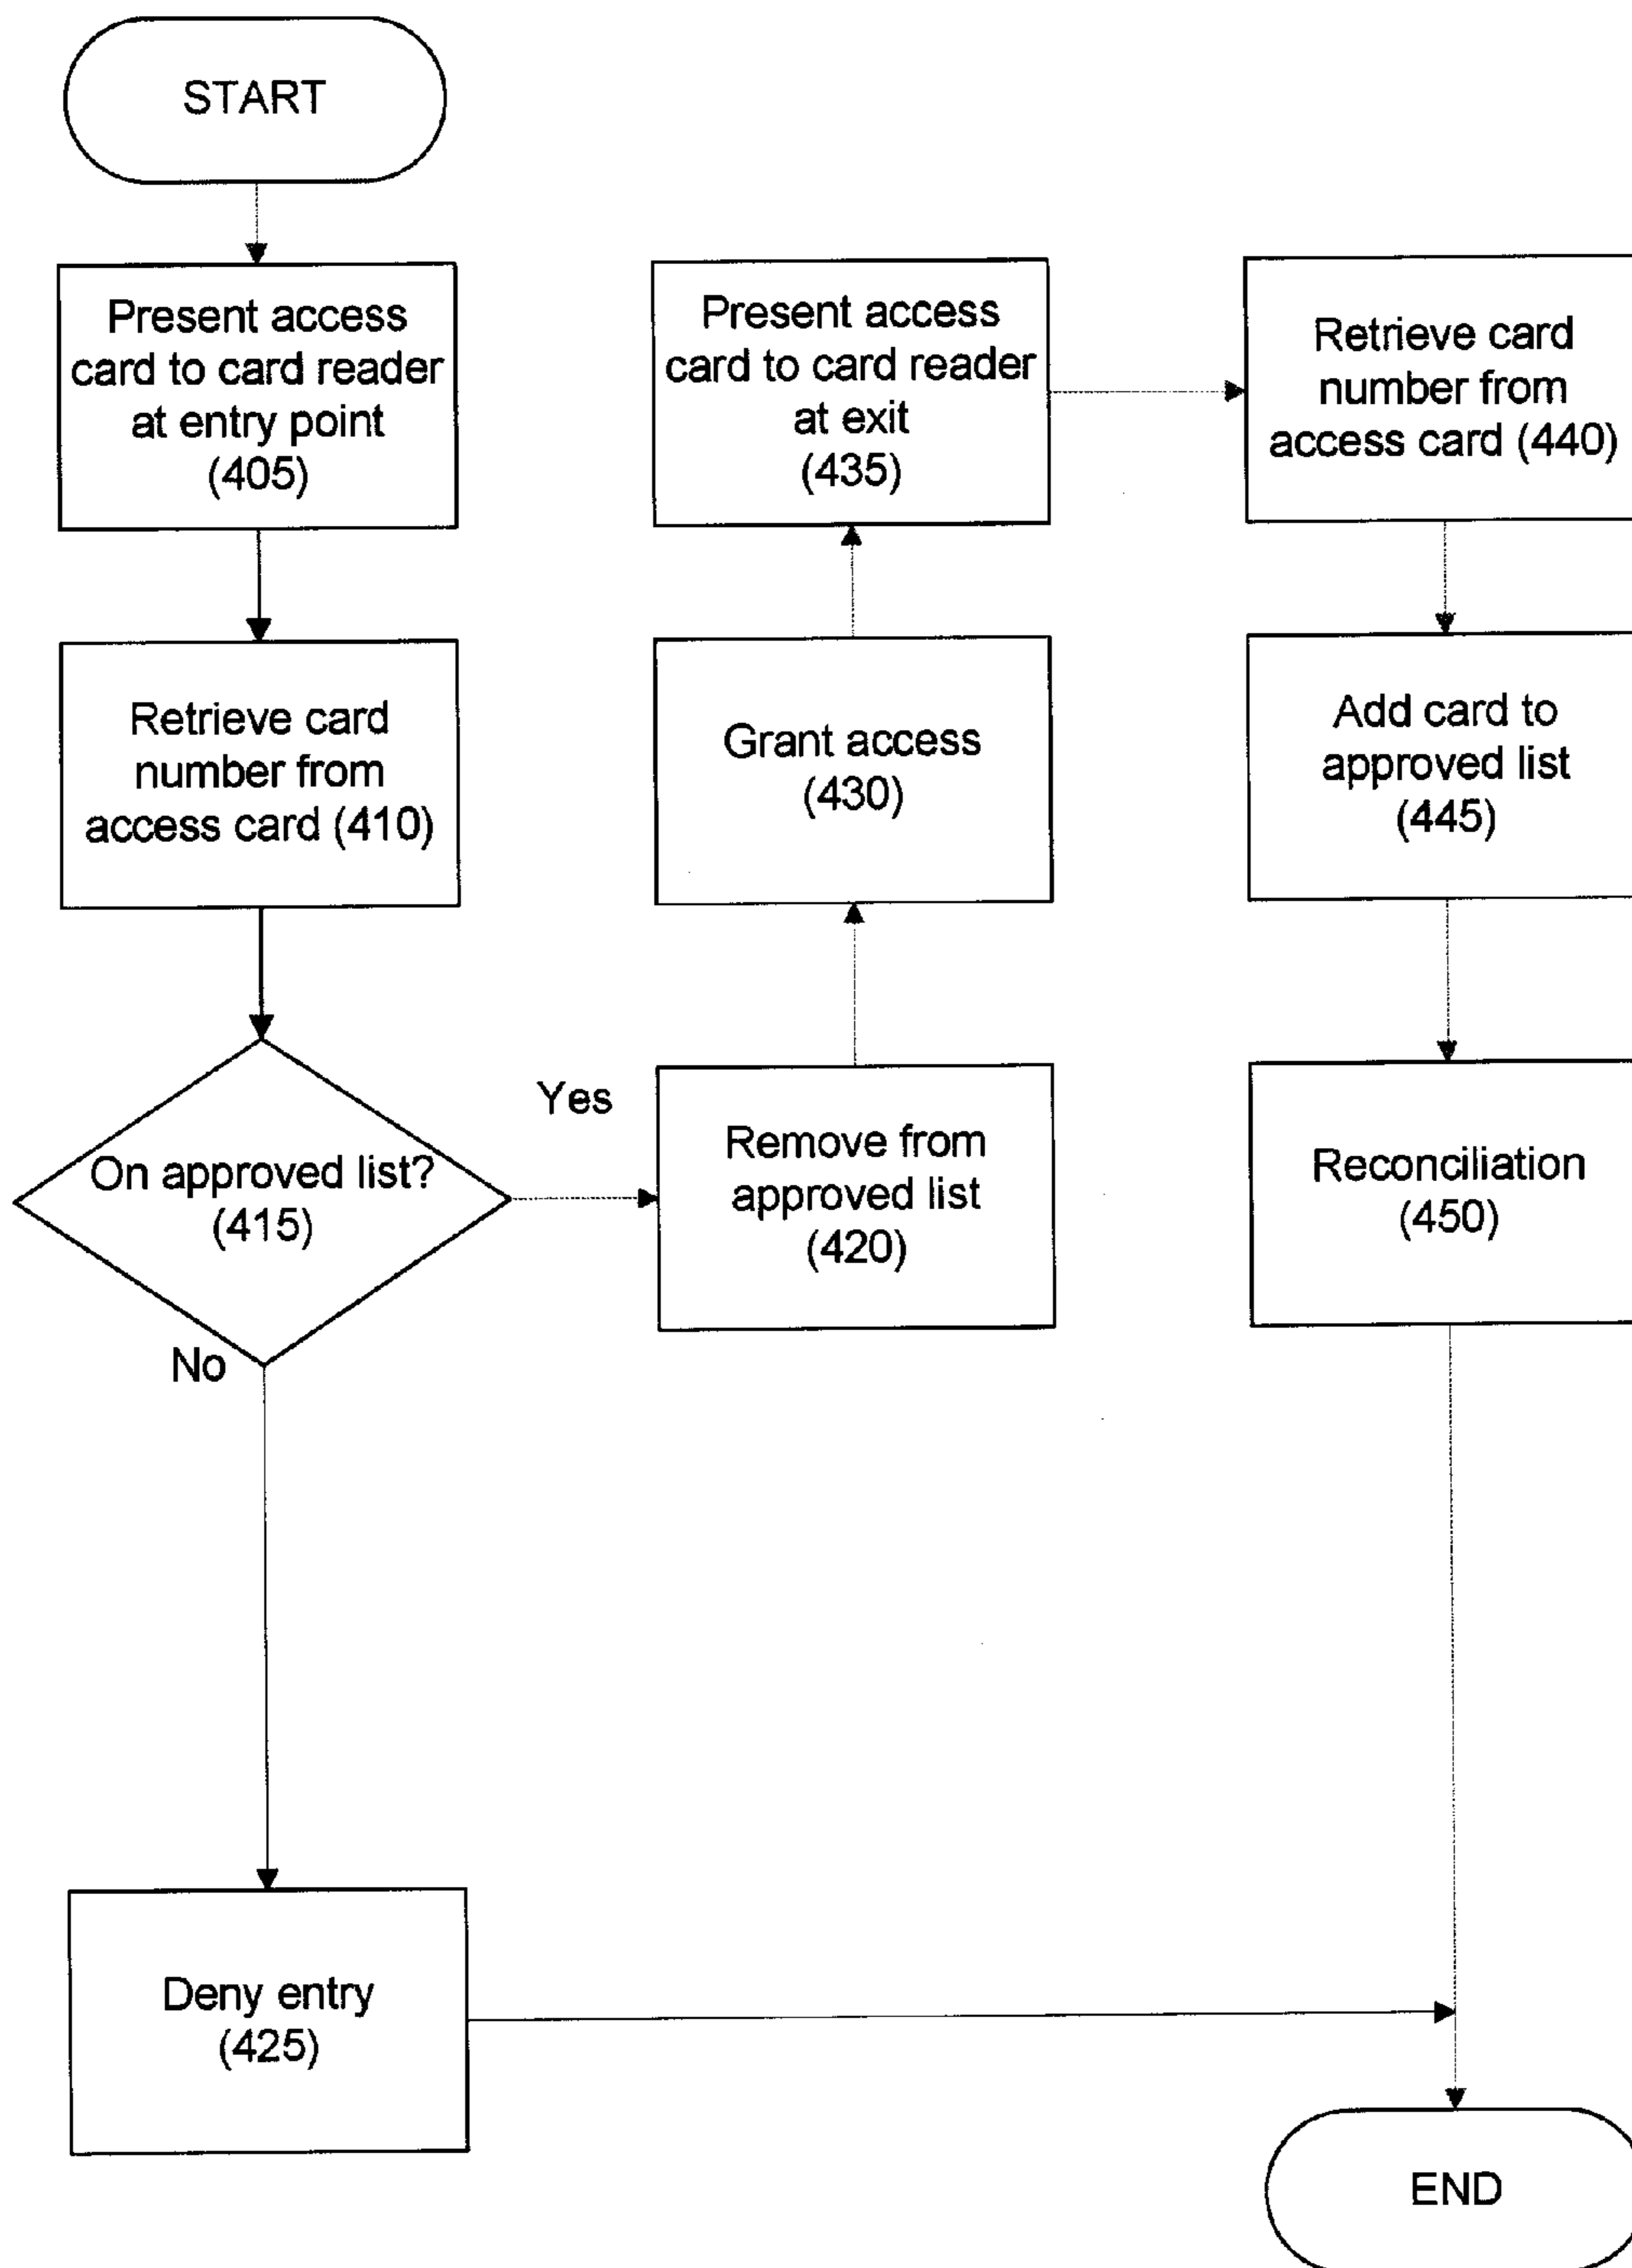 START
Present access
card to card reader
at entry point
(405)
Retrieve card
number from
access card (410)
On approved list?
(415)
Yes
No
Remove from
approved list
(420)
Grant access
(430)
Present access
card to card reader
at exit
(435)
Retrieve card
number from
access card (440)
Add card to
approved list
(445)
Reconciliation
(450)
Deny entry
(425)
END